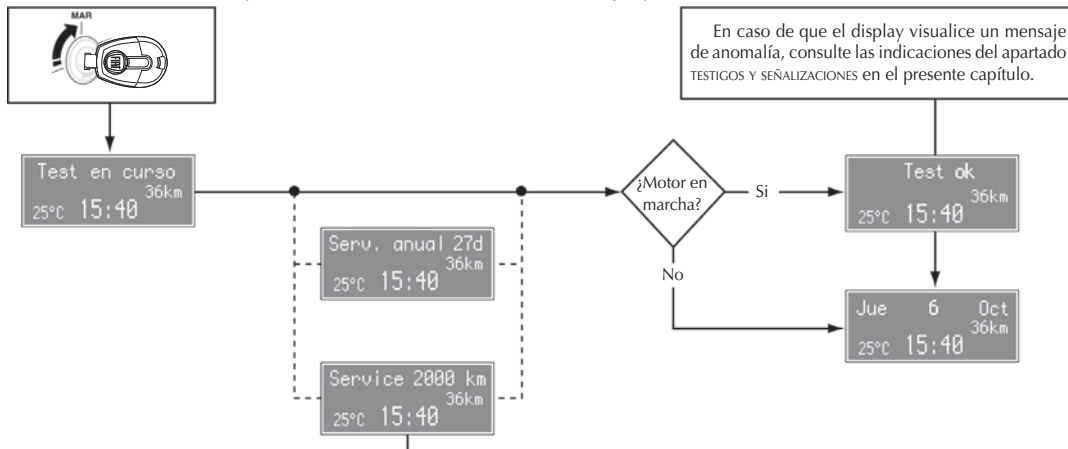 MAR
En caso de que el display visualice un mensaje
de anomalía, consulte las indicaciones del apartado
TESTIGOS Y SEÑALIZACIONES en el presente capítulo.
Test en curso
36km
25°C 15:40
¿Motor en
marcha?
Si
Test ok
36km
25°C 15:40
Serv. anual 27d
36km
25°C 15:40
No
Jue 6 Oct
36km
25°C 15:40
Service 2000 km
36km
25°C 15:40